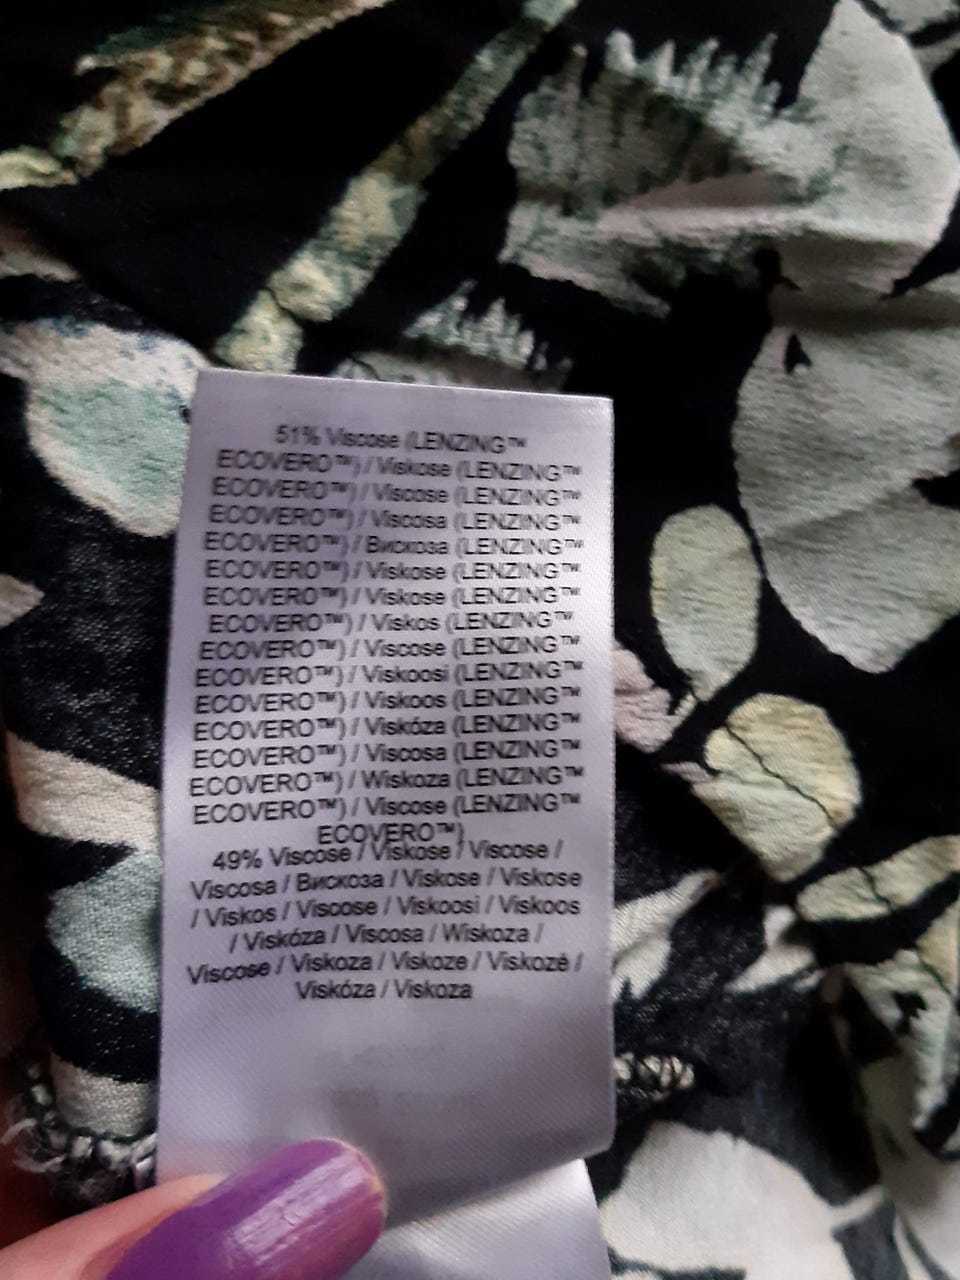 51% Viscose (LENZING™
ECOVERO™) / Viskose (LENZING™
ECOVERO™) / Viscose (LENZING™
ECOVERO™) / Viscosa (LENZING™
ECOVERO™) / Вискоза (LENZING™
ECOVERO™) / Viskose (LENZING™
ECOVERO™) / Viskose (LENZING™
ECOVERO™) / Viskos (LENZING™
ECOVERO™) / Viscose (LENZING™
ECOVERO™) / Viskoosi (LENZING™
ECOVERO™) / Viskoos (LENZING™
ECOVERO™) / Viskóza (LENZING™
ECOVERO™) / Viscosa (LENZING™
ECOVERO™) / Wiskoza (LENZING™
ECOVERO™) / Viscose (LENZING™
ECOVERO™)
49% Viscose / Viskose / Viscose /
Viscosa / Вискоза / Viskose / Viskose
/ Viskos / Viscose / Viskoosi / Viskoos
/ Viskóza / Viscosa / Wiskoza /
Viscose / Viskoza / Viskoze / Viskozė /
Viskóza / Viskoza